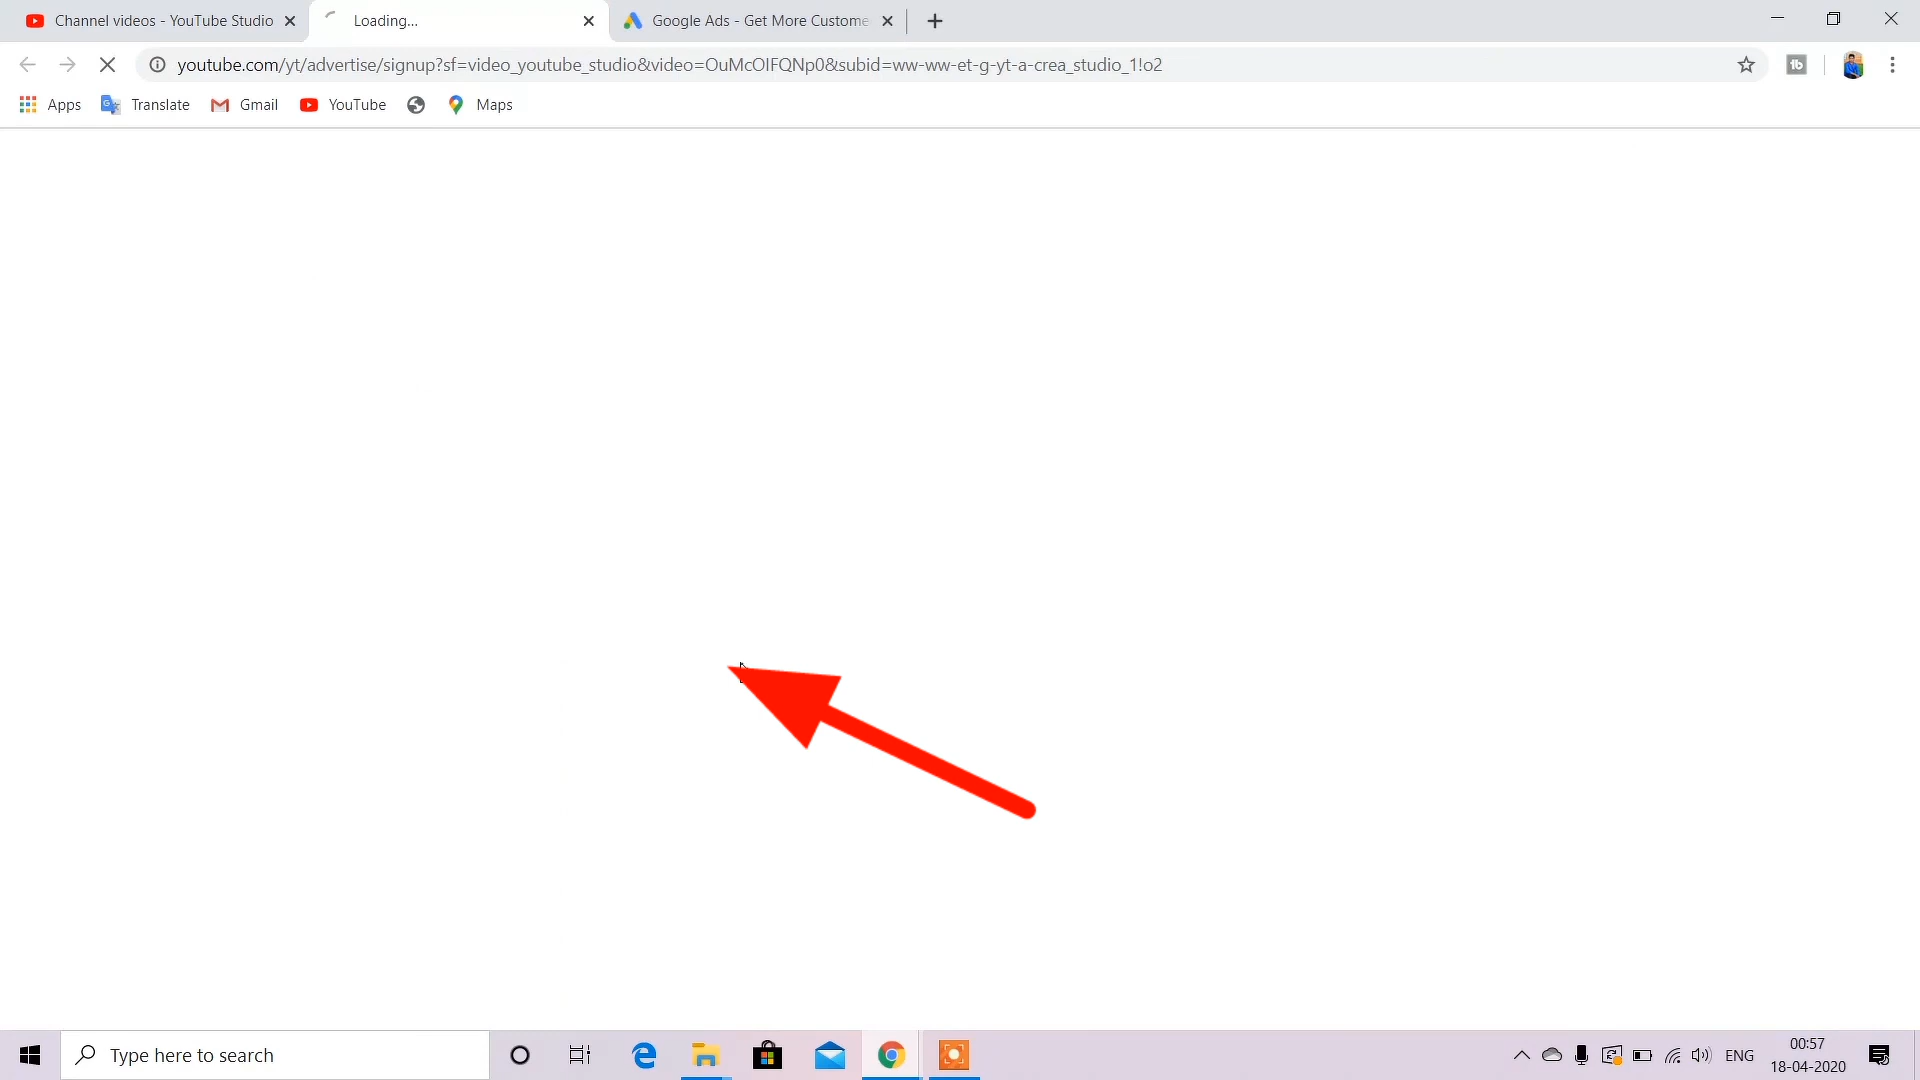 Channel videos - YouTube Studio
Loading...
Google Ads - Get More Custome
youtube.com/yt/advertise/signup?sf=video_youtube_studio&video=OuMcOIFQNp0&subid=ww-ww-et-g-yt-a-crea_studio_1!o2
Apps
Translate
Gmail
YouTube
Maps
Type here to search
ENG
00:57
18-04-2020